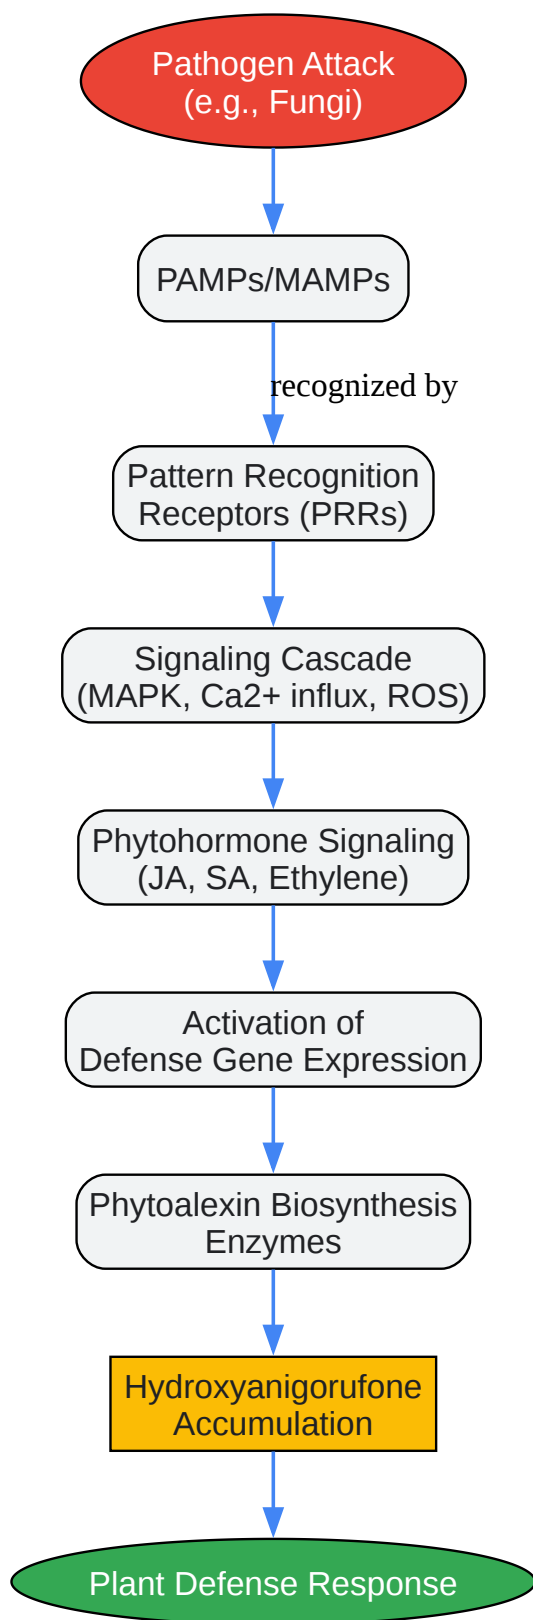 Pathogen Attack
(e.g., Fungi)
PAMPs/MAMPs
recognized by
Pattern Recognition
Receptors (PRRs)
Signaling Cascade
(MAPK, Ca2+ influx, ROS)
Phytohormone Signaling
(JA, SA, Ethylene)
Activation of
Defense Gene Expression
Phytoalexin Biosynthesis
Enzymes
Hydroxyanigorufone
Accumulation
Plant Defense Response